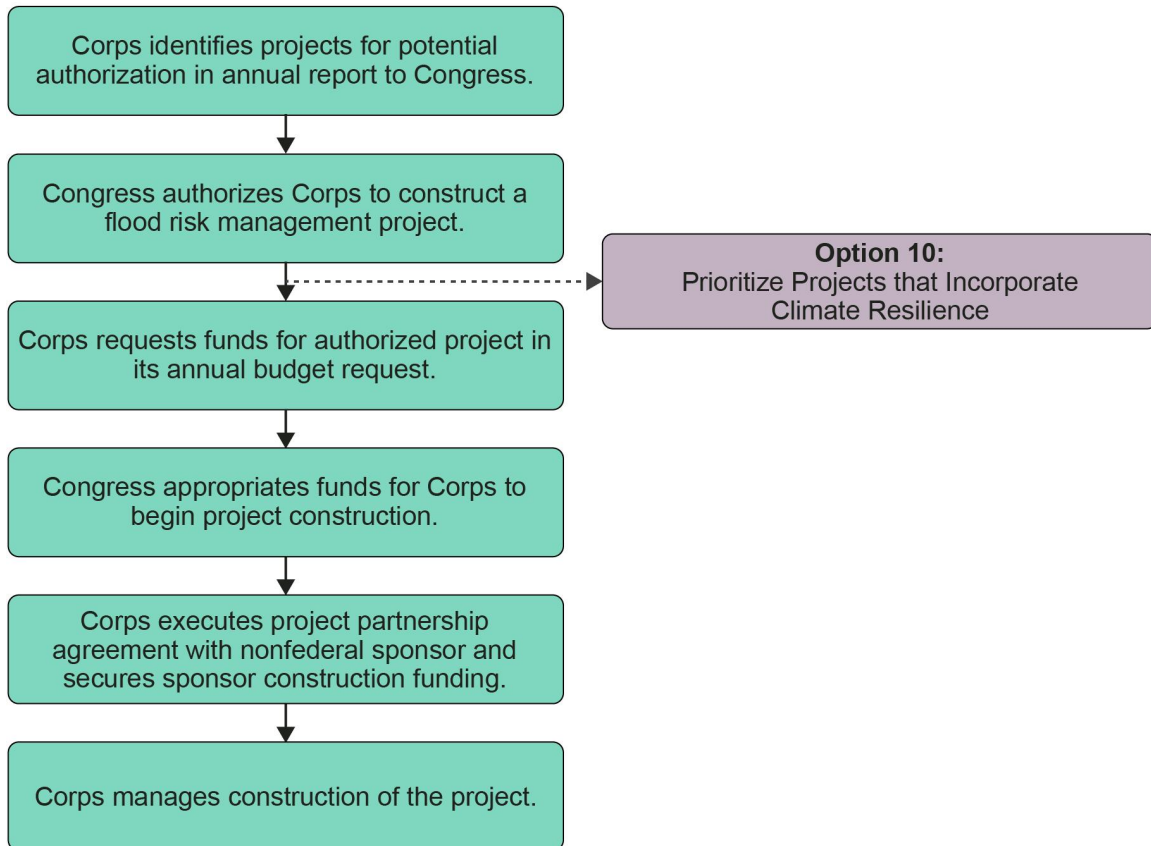 Corps identifies projects for potential
authorization in annual report to Congress.
Congress authorizes Corps to construct a
flood risk management project.
Option 10:
Prioritize Projects that Incorporate
Climate Resilience
Corps requests funds for authorized project in
its annual budget request.
Congress appropriates funds for Corps to
begin project construction.
Corps executes project partnership
agreement with nonfederal sponsor and
secures sponsor construction funding.
Corps manages construction of the project.